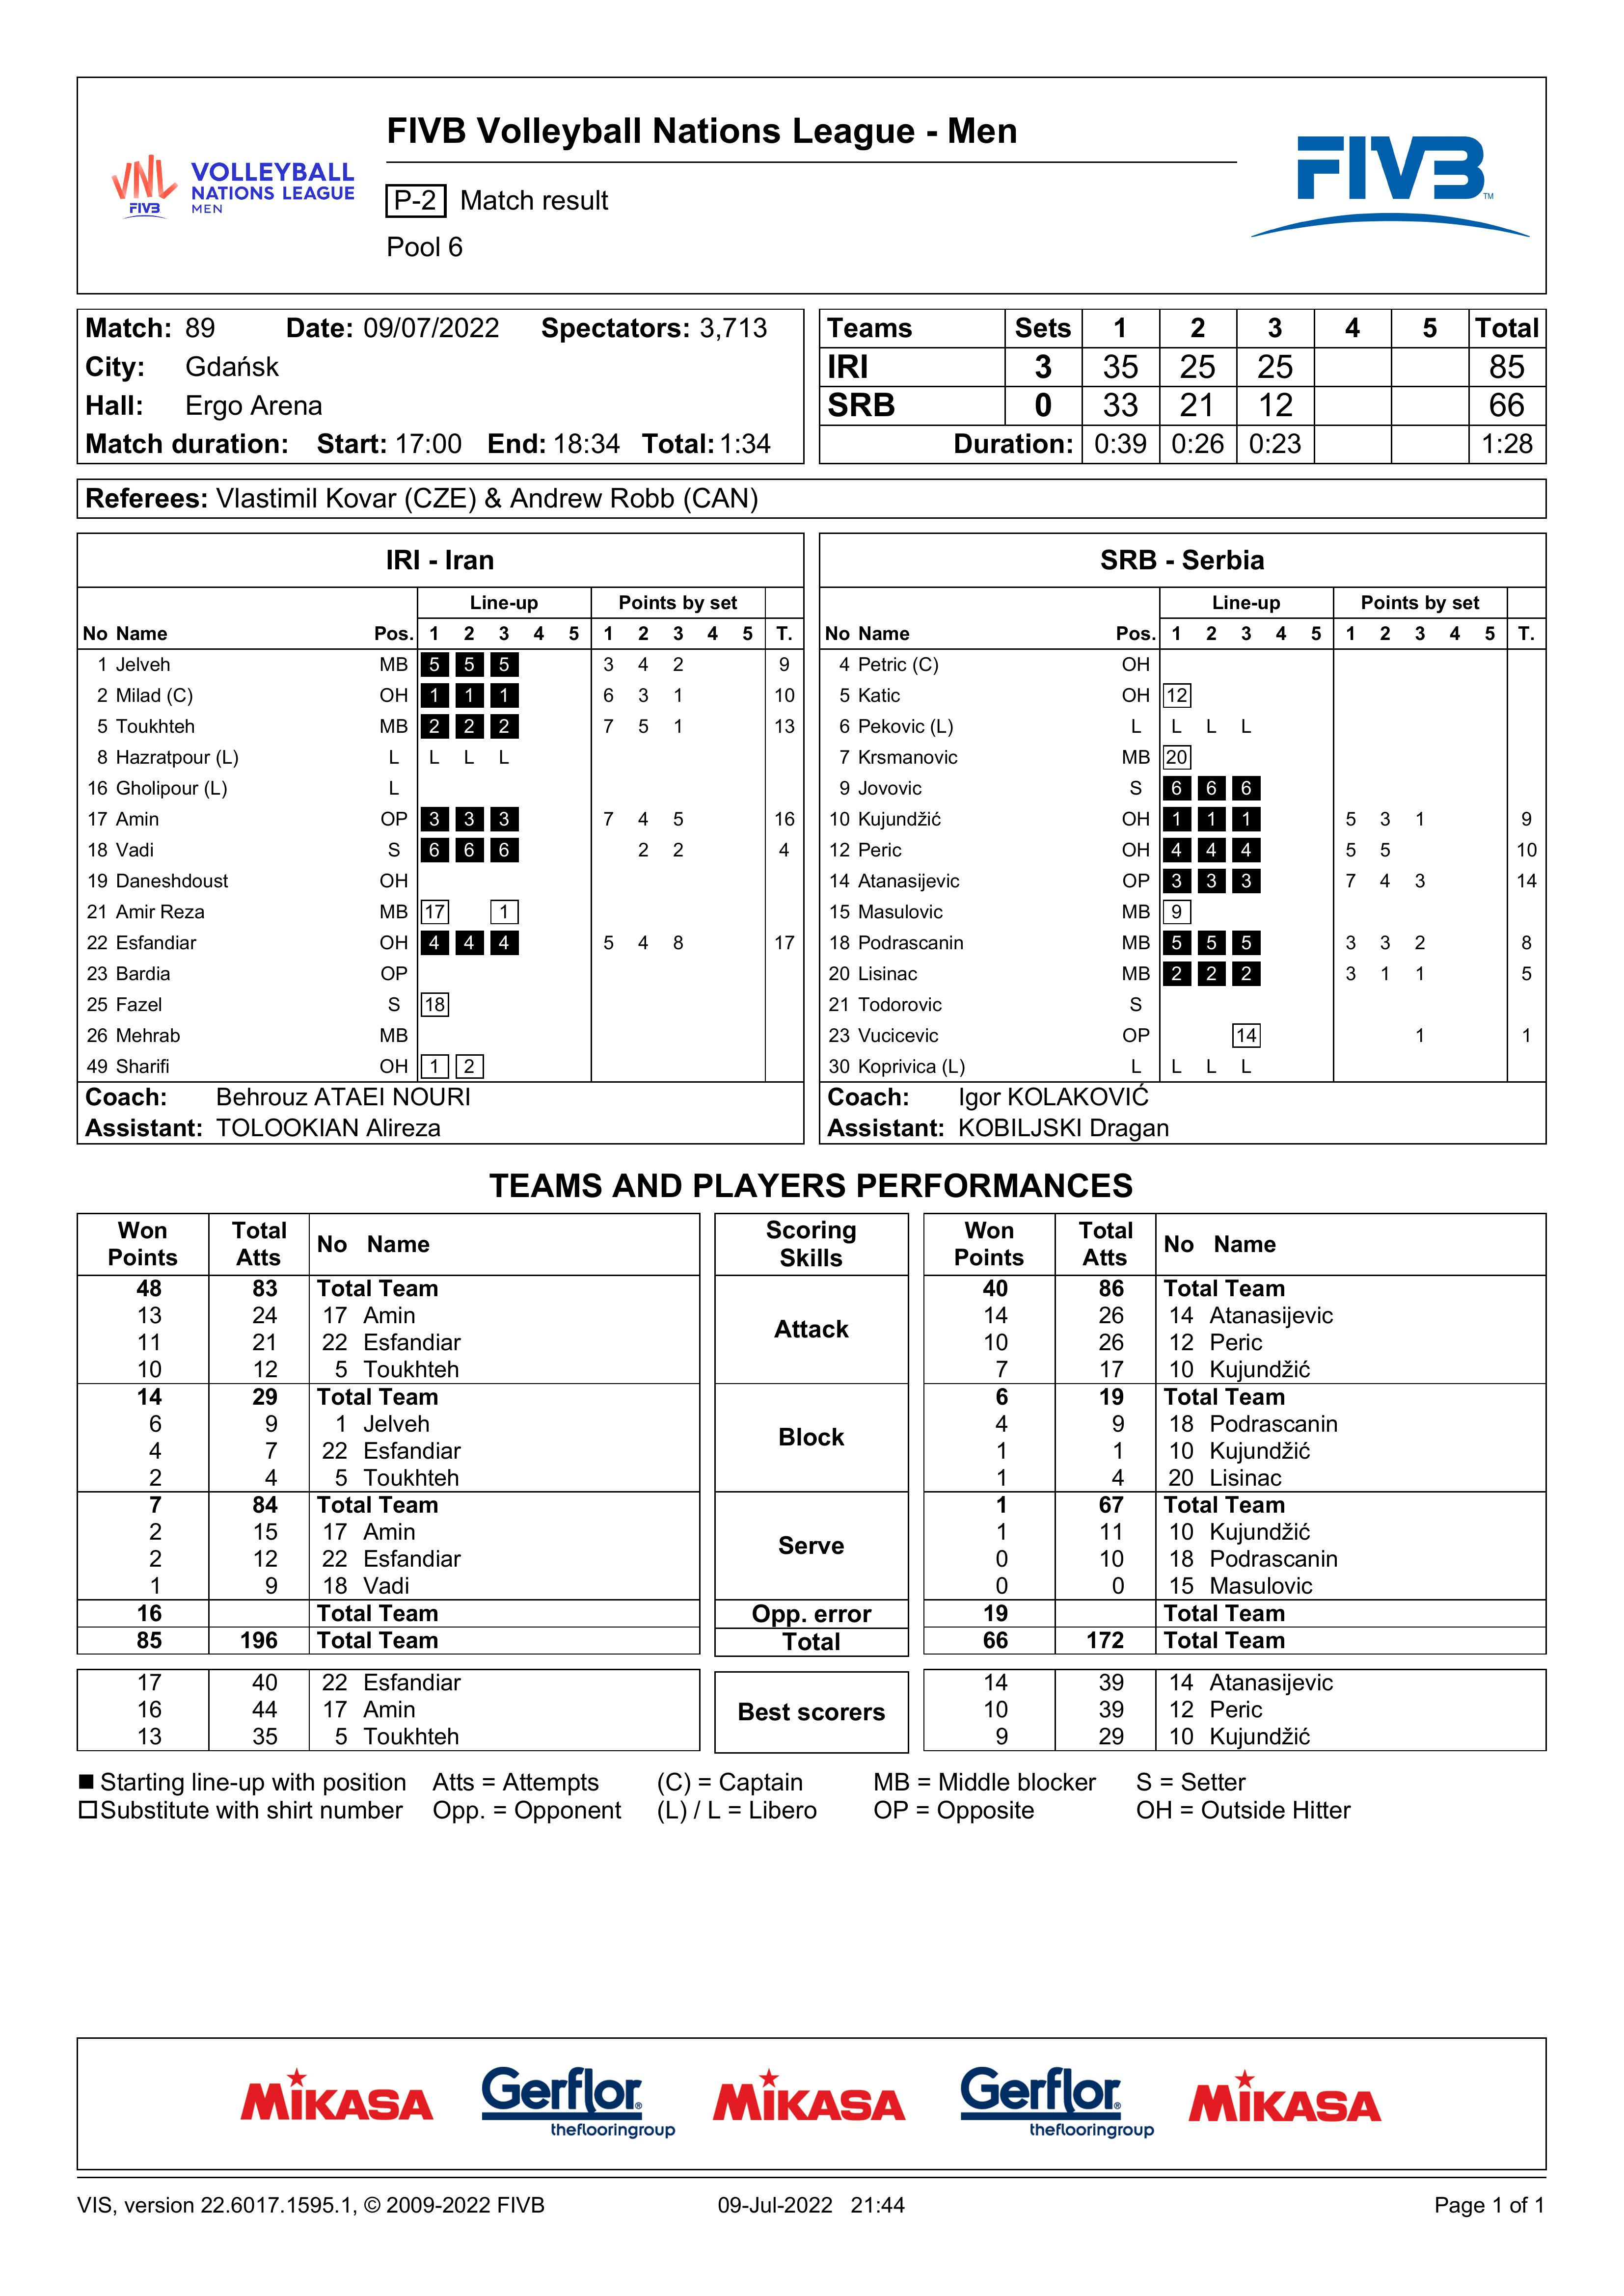 FIVB Volleyball Nations League - Men
VNL FIVB VOLLEYBALL NATIONS LEAGUE MEN
P-2 Match result
Pool 6
FIVB TM
Match: 89 Date: 09/07/2022 Spectators: 3,713
City: Gdańsk
Hall: Ergo Arena
Match duration: Start: 17:00 End: 18:34 Total: 1:34
Teams Sets 1 2 3 4 5 Total
IRI 3 35 25 25 85
SRB 0 33 21 12 66
Duration: 0:39 0:26 0:23 1:28
Referees: Vlastimil Kovar (CZE) & Andrew Robb (CAN)
IRI - Iran
Line-up Points by set
No Name Pos. 1 2 3 4 5 1 2 3 4 5 T.
1 Jelveh MB 5 5 5 3 4 2 9
2 Milad (C) OH 1 1 1 6 3 1 10
5 Toukhteh MB 2 2 2 7 5 1 13
8 Hazratpour (L) L L L L
16 Gholipour (L) L
17 Amin OP 3 3 3 7 4 5 16
18 Vadi S 6 6 6 2 2 4
19 Daneshdoust OH
21 Amir Reza MB 17 1
22 Esfandiar OH 4 4 4 5 4 8 17
23 Bardia OP
25 Fazel S 18
26 Mehrab MB
49 Sharifi OH 1 2
Coach: Behrouz ATAEI NOURI
Assistant: TOLOOKIAN Alireza
SRB - Serbia
Line-up Points by set
No Name Pos. 1 2 3 4 5 1 2 3 4 5 T.
4 Petric (C) OH
5 Katic OH 12
6 Pekovic (L) L L L L
7 Krsmanovic MB 20
9 Jovovic S 6 6 6
10 Kujundžić OH 1 1 1 5 3 1 9
12 Peric OH 4 4 4 5 5 10
14 Atanasijevic OP 3 3 3 7 4 3 14
15 Masulovic MB 9
18 Podrascanin MB 5 5 5 3 3 2 8
20 Lisinac MB 2 2 2 3 1 1 5
21 Todorovic S
23 Vucicevic OP 14 1 1
30 Koprivica (L) L L L L
Coach: Igor KOLAKOVIĆ
Assistant: KOBILJSKI Dragan
TEAMS AND PLAYERS PERFORMANCES
Won Points Total Atts No Name Scoring Skills Won Points Total Atts No Name
48 83 Total Team 40 86 Total Team
13 24 17 Amin Attack 14 26 14 Atanasijevic
11 21 22 Esfandiar 10 26 12 Peric
10 12 5 Toukhteh 7 17 10 Kujundžić
14 29 Total Team 6 19 Total Team
6 9 1 Jelveh Block 4 9 18 Podrascanin
4 7 22 Esfandiar 1 1 10 Kujundžić
2 4 5 Toukhteh 1 4 20 Lisinac
7 84 Total Team 1 67 Total Team
2 15 17 Amin Serve 1 11 10 Kujundžić
2 12 22 Esfandiar 0 10 18 Podrascanin
1 9 18 Vadi 0 0 15 Masulovic
16 Total Team Opp. error 19 Total Team
85 196 Total Team Total 66 172 Total Team
17 40 22 Esfandiar 14 39 14 Atanasijevic
16 44 17 Amin Best scorers 10 39 12 Peric
13 35 5 Toukhteh 9 29 10 Kujundžić
Starting line-up with position Atts = Attempts (C) = Captain MB = Middle blocker S = Setter
Substitute with shirt number Opp. = Opponent (L) / L = Libero OP = Opposite OH = Outside Hitter
MiKASA Gerflor® theflooringgroup MiKASA Gerflor® theflooringgroup MiKASA
VIS, version 22.6017.1595.1, © 2009-2022 FIVB 09-Jul-2022 21:44 Page 1 of 1